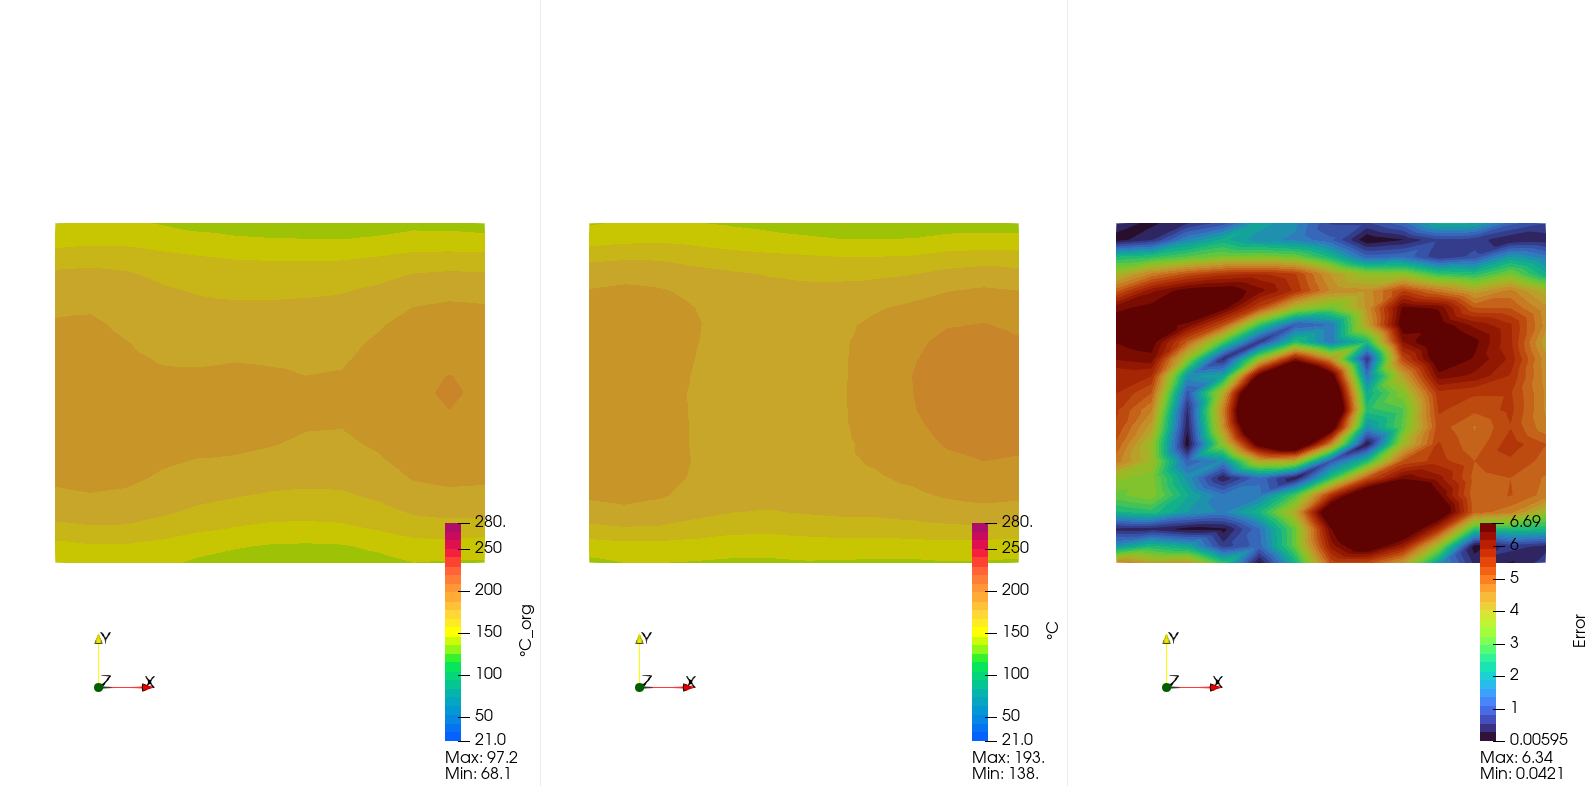 280.
250
200
150
100
50
21.0
°C_org
Max: 97.2
Min: 68.1
Y
Z
X
280.
250
200
150
100
50
21.0
°C
Max: 193.
Min: 138.
Y
Z
X
6.69
6
5
4
3
2
1
0.00595
Error
Max: 6.34
Min: 0.0421
Y
Z
X